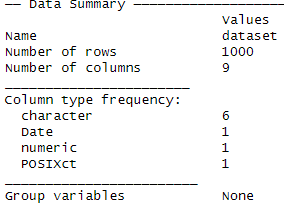 ── Data Summary ────────────────────
Values
Name dataset
Number of rows 1000
Number of columns 9
_______________________
Column type frequency:
character 6
Date 1
numeric 1
POSIXct 1
________________________
Group variables None